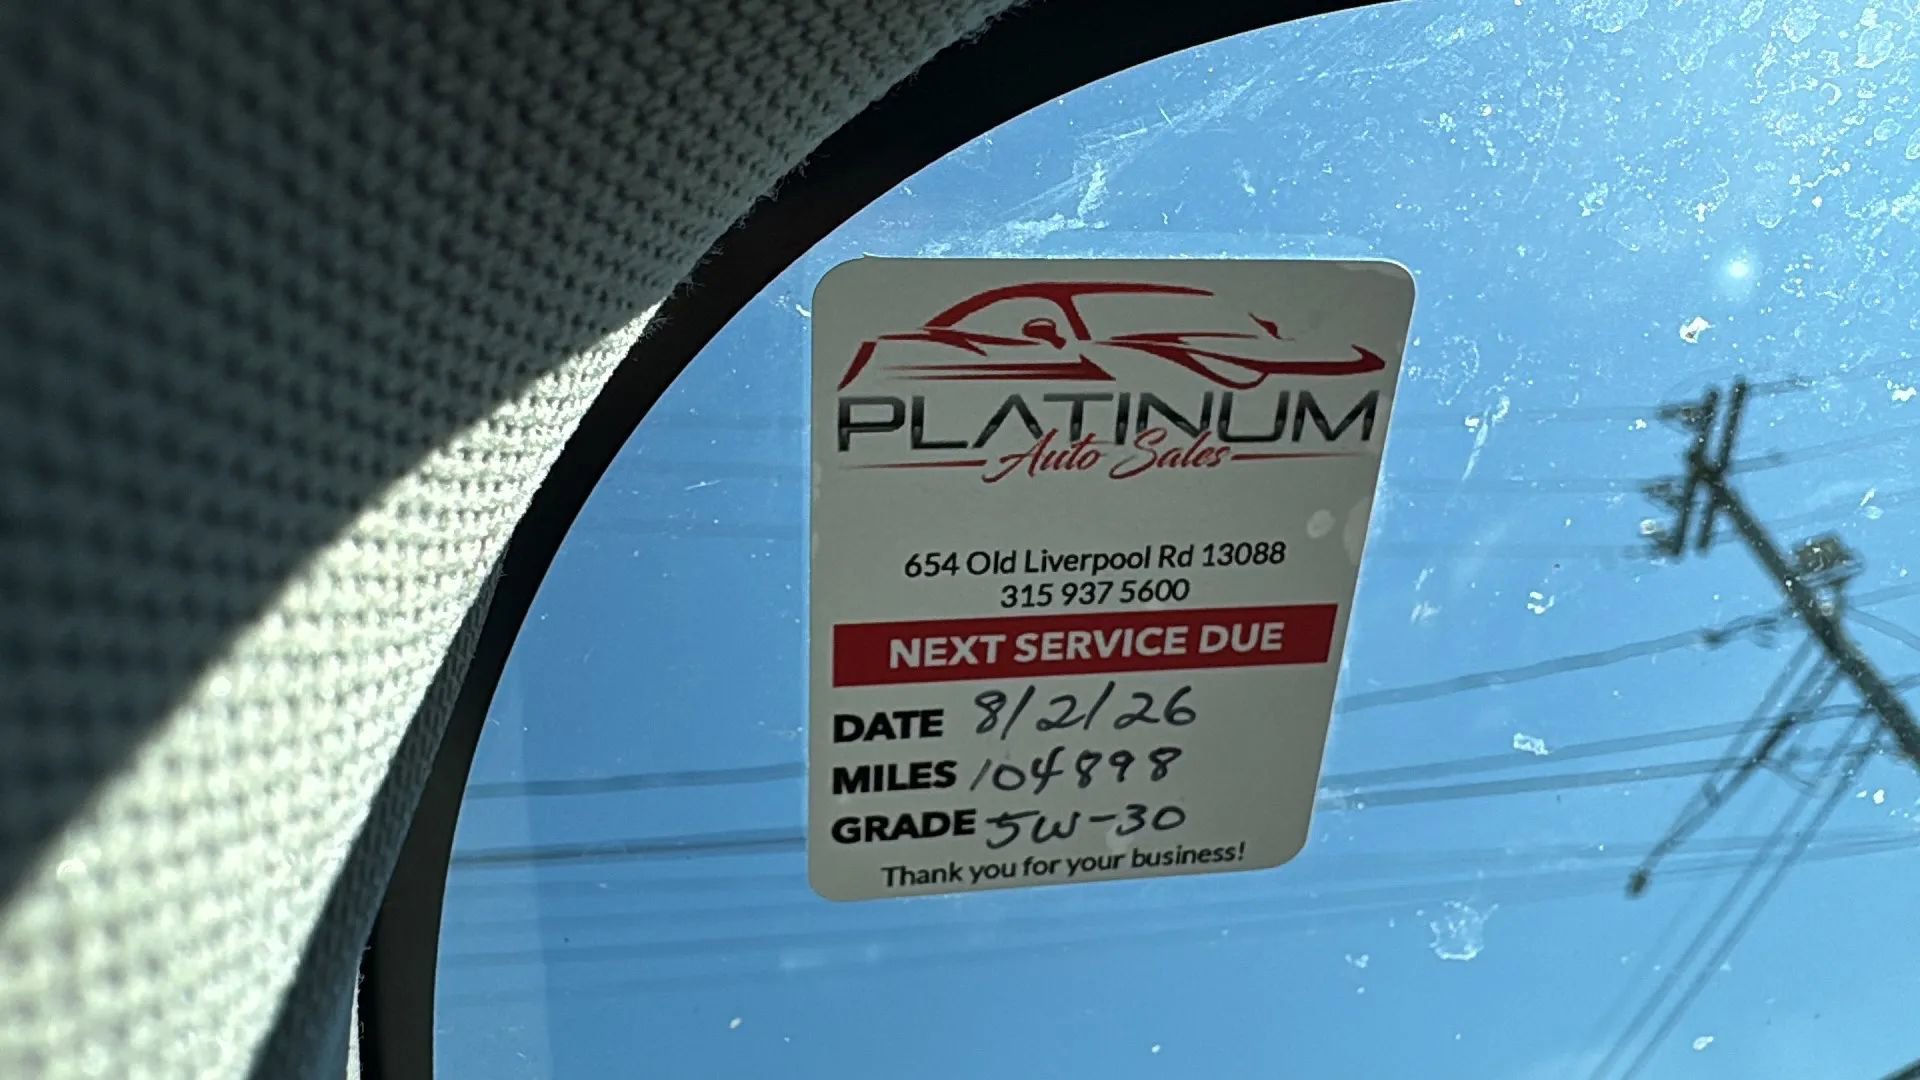 PLATINUM
Auto Sales
654 Old Liverpool Rd 13088
315 937 5600
NEXT SERVICE DUE
DATE 8/2/26
MILES 104898
GRADE 5W-30
Thank you for your business!